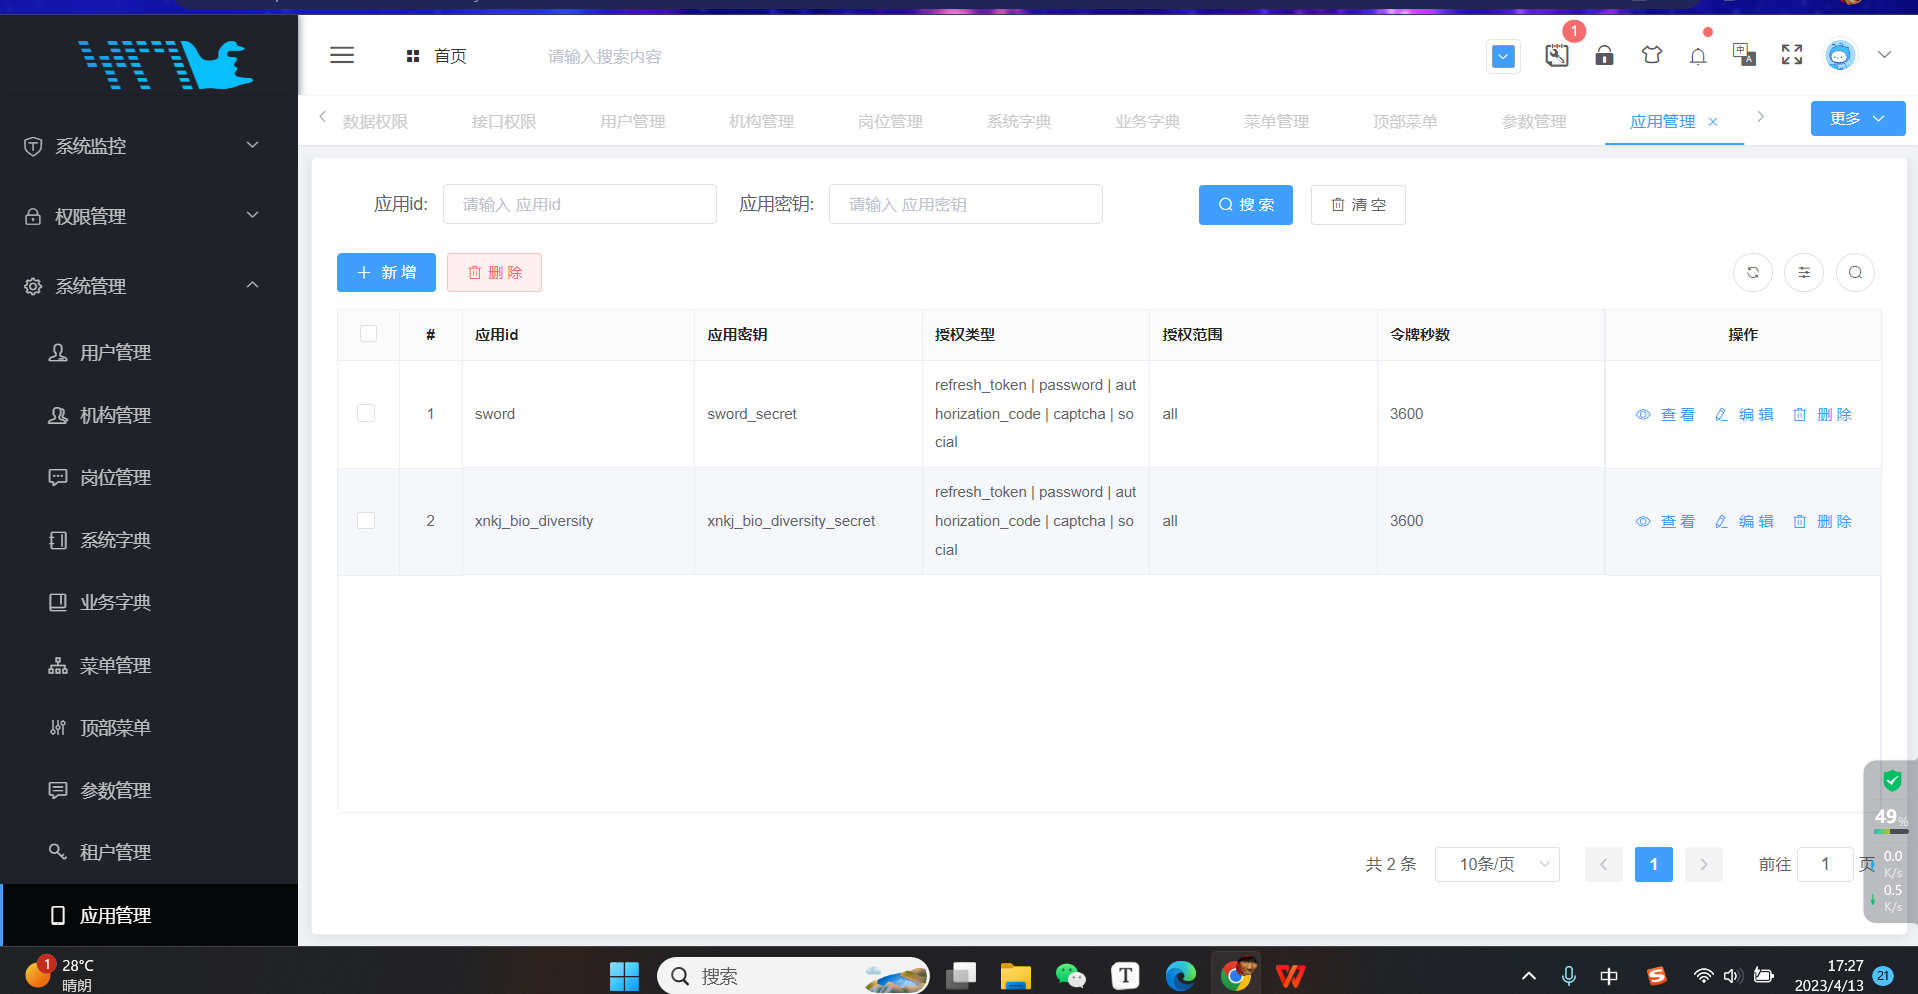 首页
请输入搜索内容
1
中
A
数据权限
接口权限
用户管理
机构管理
岗位管理
系统字典
业务字典
菜单管理
顶部菜单
参数管理
应用管理
更多
系统监控
权限管理
系统管理
用户管理
机构管理
岗位管理
系统字典
业务字典
菜单管理
顶部菜单
参数管理
租户管理
应用管理
应用id:
请输入 应用id
应用密钥:
请输入 应用密钥
搜 索
清 空
新 增
删 除
# 应用id 应用密钥 授权类型 授权范围 令牌秒数 操作
1 sword sword_secret refresh_token | password | aut
horization_code | captcha | so
cial
all 3600 查 看 编 辑 删 除
2 xnkj_bio_diversity xnkj_bio_diversity_secret refresh_token | password | aut
horization_code | captcha | so
cial
all 3600 查 看 编 辑 删 除
共 2 条
10条/页
1
前往 1 页
49%
0.0
K/s
0.5
K/s
1
28°C
晴朗
搜索
T
中
S
17:27
2023/4/13
21